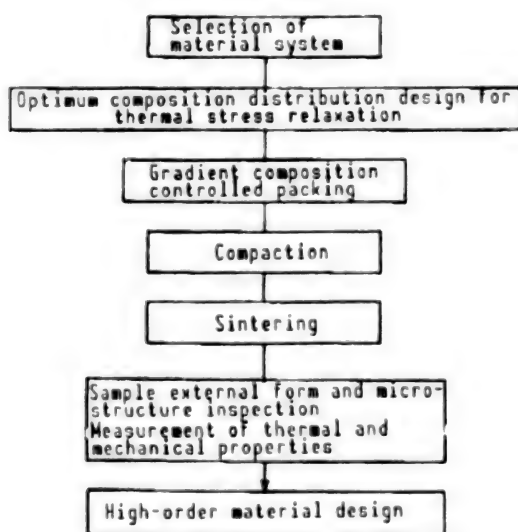 Selection of
material system
Optimum composition distribution design for
thermal stress relaxation
Gradient composition
controlled packing
Compaction
Sintering
Sample external form and micro-
structure inspection
Measurement of thermal and
mechanical properties
High-order material design